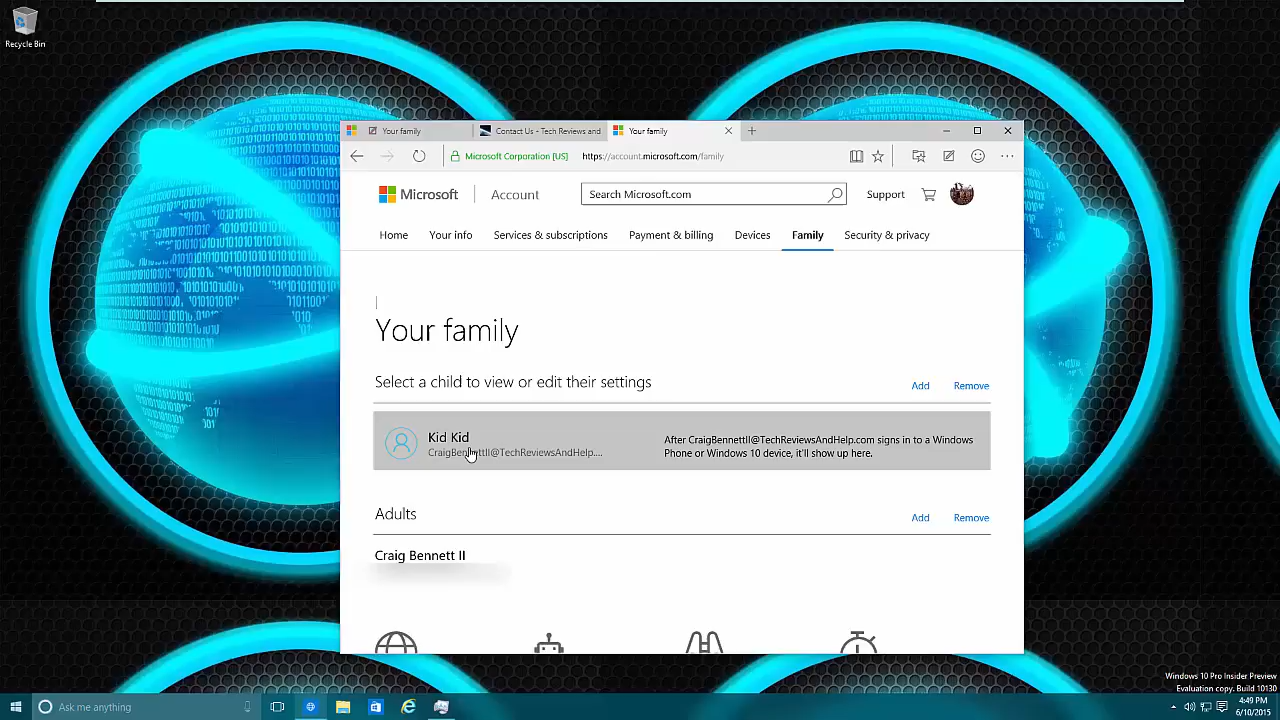 Recycle Bin
Your family
Contact Us - Tech Reviews and
Your family
Microsoft Corporation [US]
https://account.microsoft.com/family
Microsoft
Account
Search Microsoft.com
Support
Home
Your info
Services & subscriptions
Payment & billing
Devices
Family
Security & privacy
Your family
Select a child to view or edit their settings
Add
Remove
Kid Kid
CraigBennettII@TechReviewsAndHelp....
After CraigBennettII@TechReviewsAndHelp.com signs in to a Windows
Phone or Windows 10 device, it'll show up here.
Adults
Add
Remove
Craig Bennett II
Windows 10 Pro Insider Preview
Evaluation copy. Build 10130
Ask me anything
4:49 PM
6/10/2015